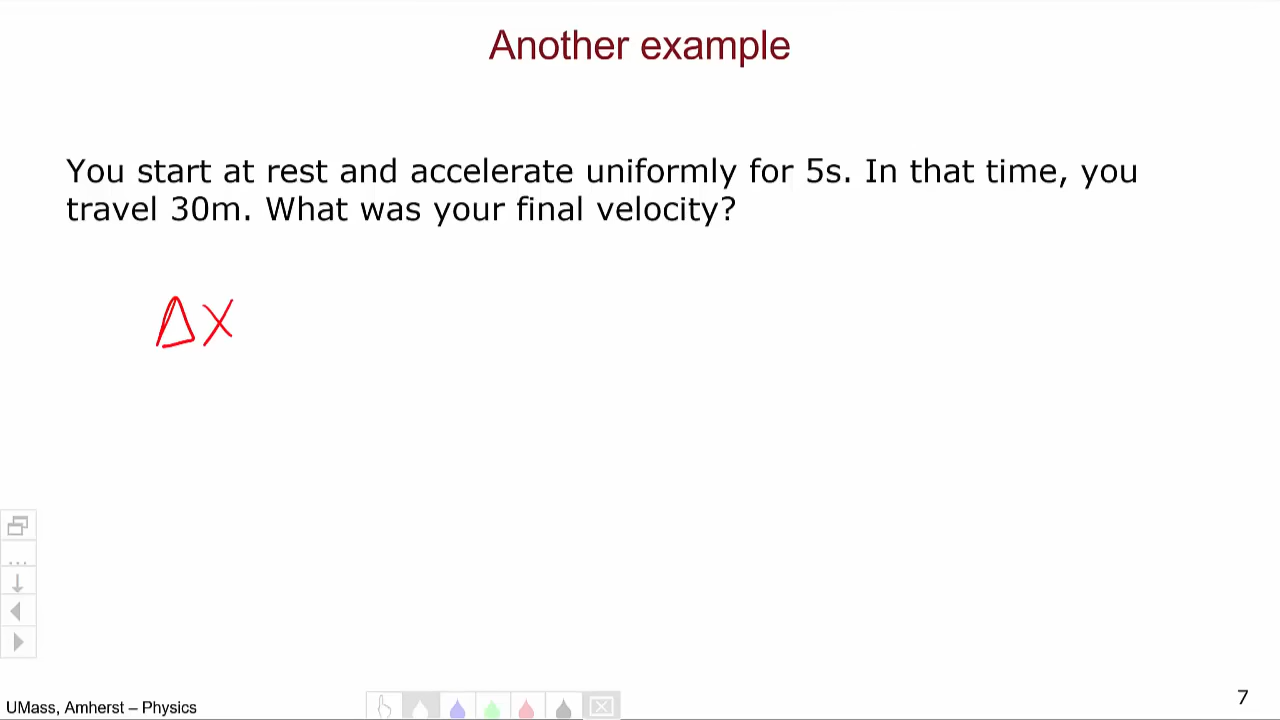 Another example
You start at rest and accelerate uniformly for 5s. In that time, you
travel 30m. What was your final velocity?
Δx
...
UMass, Amherst – Physics
7